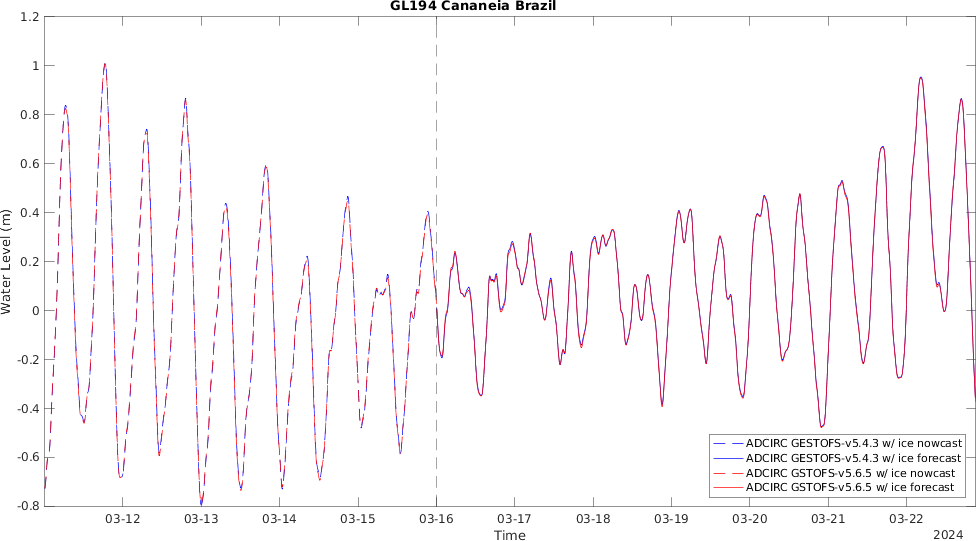 GL194 Cananeia Brazil
Water Level (m)
1.2
1
0.8
0.6
0.4
0.2
0
-0.2
-0.4
-0.6
-0.8
ADCIRC GESTOFS-v5.4.3 w/ ice nowcast
ADCIRC GESTOFS-v5.4.3 w/ ice forecast
ADCIRC GSTOFS-v5.6.5 w/ ice nowcast
ADCIRC GSTOFS-v5.6.5 w/ ice forecast
03-12 03-13 03-14 03-15 03-16 03-17 03-18 03-19 03-20 03-21 03-22
Time
2024